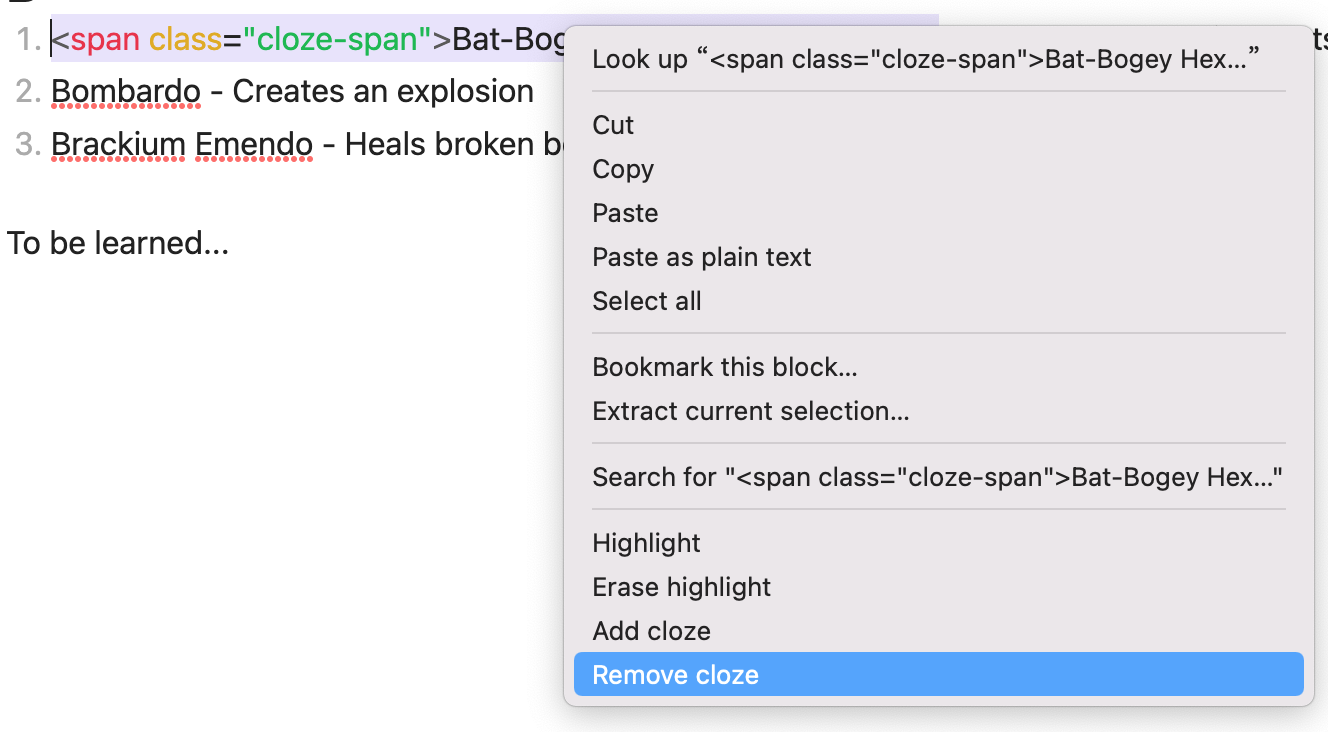 1. <span class="cloze-span">Bat-Bog
2. Bombardo - Creates an explosion
3. Brackium Emendo - Heals broken b
To be learned...
Look up “<span class="cloze-span">Bat-Bogey Hex...”
Cut
Copy
Paste
Paste as plain text
Select all
Bookmark this block...
Extract current selection...
Search for "<span class="cloze-span">Bat-Bogey Hex..."
Highlight
Erase highlight
Add cloze
Remove cloze